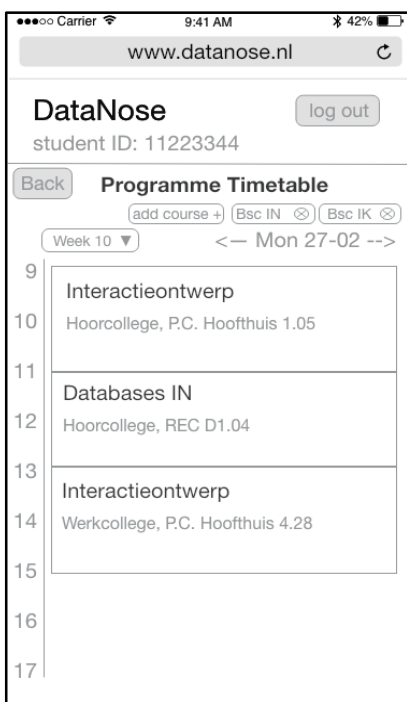 ●●●○○ Carrier 9:41 AM 42%
www.datanose.nl
DataNose log out
student ID: 11223344
Back Programme Timetable
add course + Bsc IN ⊗ Bsc IK ⊗
Week 10 ▼ <— Mon 27-02 -->
9
Interactieontwerp
10 Hoorcollege, P.C. Hoofthuis 1.05
11
Databases IN
12 Hoorcollege, REC D1.04
13
Interactieontwerp
14 Werkcollege, P.C. Hoofthuis 4.28
15
16
17